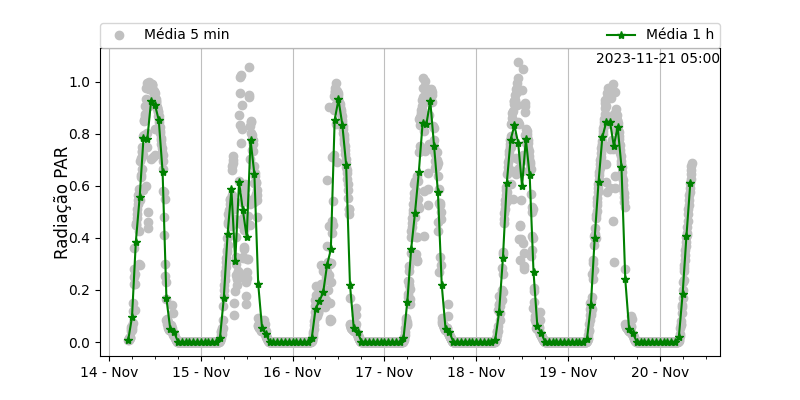 Média 5 min
Média 1 h
2023-11-21 05:00
Radiação PAR
1.0
0.8
0.6
0.4
0.2
0.0
14 - Nov
15 - Nov
16 - Nov
17 - Nov
18 - Nov
19 - Nov
20 - Nov